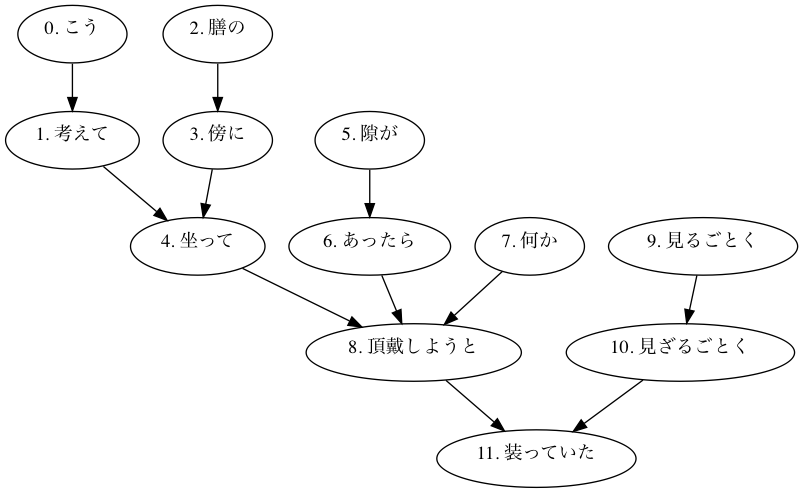 0. こう
2. 膳の
1. 考えて
3. 傍に
5. 隙が
4. 坐って
6. あったら
7. 何か
9. 見るごとく
8. 頂戴しようと
10. 見ざるごとく
11. 装っていた